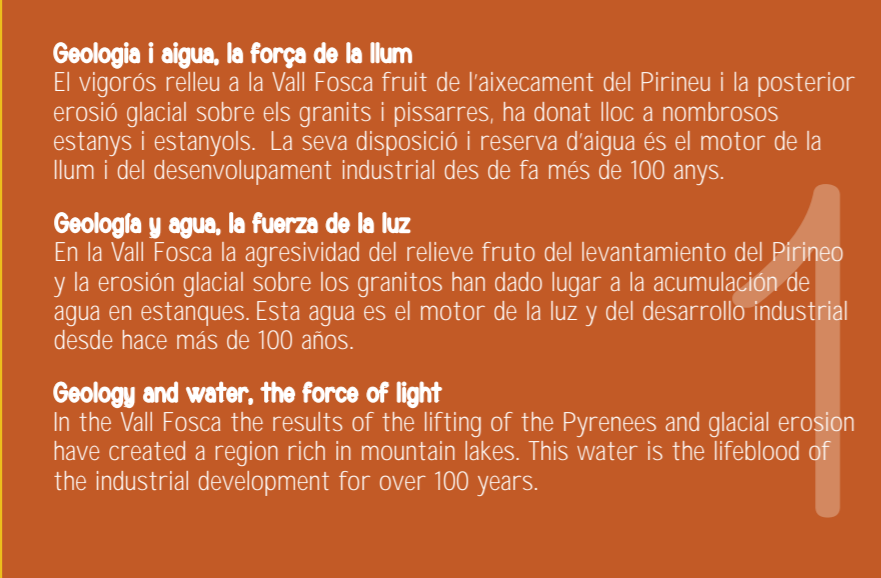 Geologia i aigua, la força de la llum
El vigorós relleu a la Vall Fosca fruit de l'aixecament del Pirineu i la posterior
erosió glacial sobre els granits i pissarres, ha donat lloc a nombrosos
estanys i estanyols. La seva disposició i reserva d'aigua és el motor de la
llum i del desenvolupament industrial des de fa més de 100 anys.
Geología y agua, la fuerza de la luz
En la Vall Fosca la agresividad del relieve fruto del levantamiento del Pirineo
y la erosión glacial sobre los granitos han dado lugar a la acumulación de
agua en estanques. Esta agua es el motor de la luz y del desarrollo industrial
desde hace más de 100 años.
Geology and water, the force of light
In the Vall Fosca the results of the lifting of the Pyrenees and glacial erosion
have created a region rich in mountain lakes. This water is the lifeblood of
the industrial development for over 100 years.
1